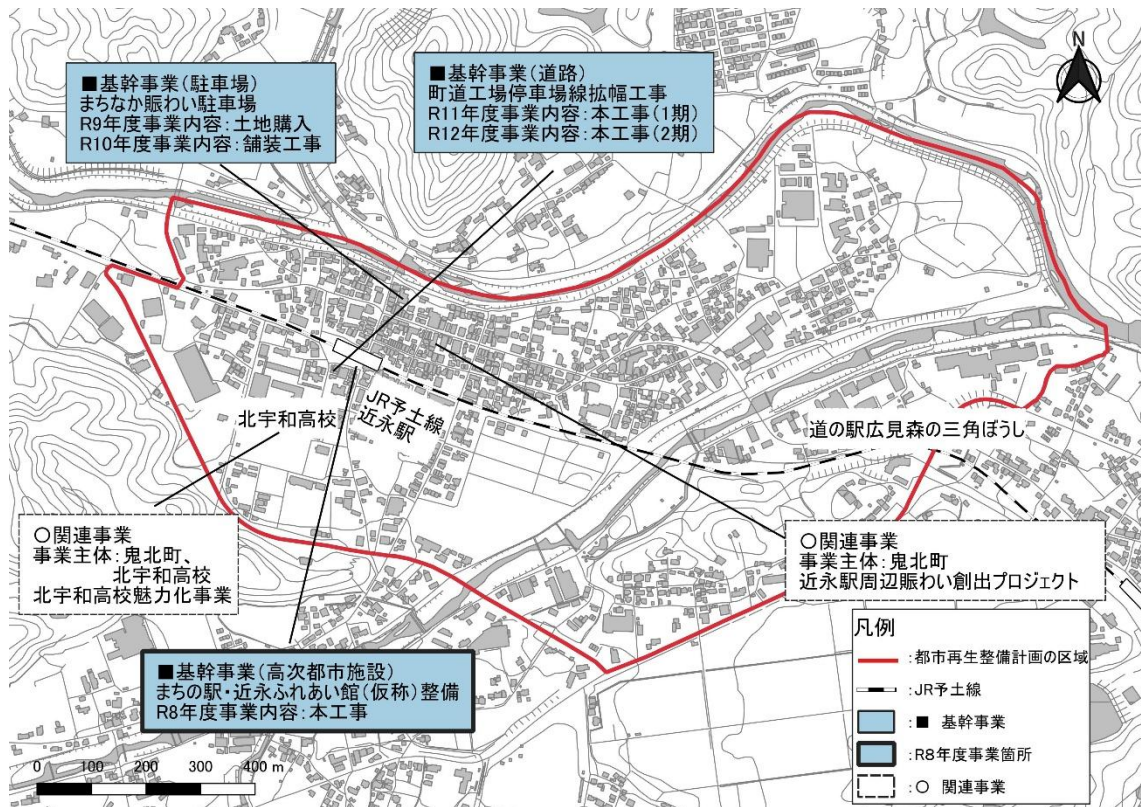 ■基幹事業(駐車場)
まちなか賑わい駐車場
R9年度事業内容:土地購入
R10年度事業内容:舗装工事
■基幹事業(道路)
町道工場停車場線拡幅工事
R11年度事業内容:本工事(1期)
R12年度事業内容:本工事(2期)
N
北宇和高校
JR予土線
近永駅
道の駅広見森の三角ぼうし
○関連事業
事業主体:鬼北町、
北宇和高校
北宇和高校魅力化事業
○関連事業
事業主体:鬼北町
近永駅周辺賑わい創出プロジェクト
■基幹事業(高次都市施設)
まちの駅・近永ふれあい館(仮称)整備
R8年度事業内容:本工事
凡例
:都市再生整備計画の区域
:JR予土線
:■ 基幹事業
:R8年度事業箇所
:○ 関連事業
0 100 200 300 400 m